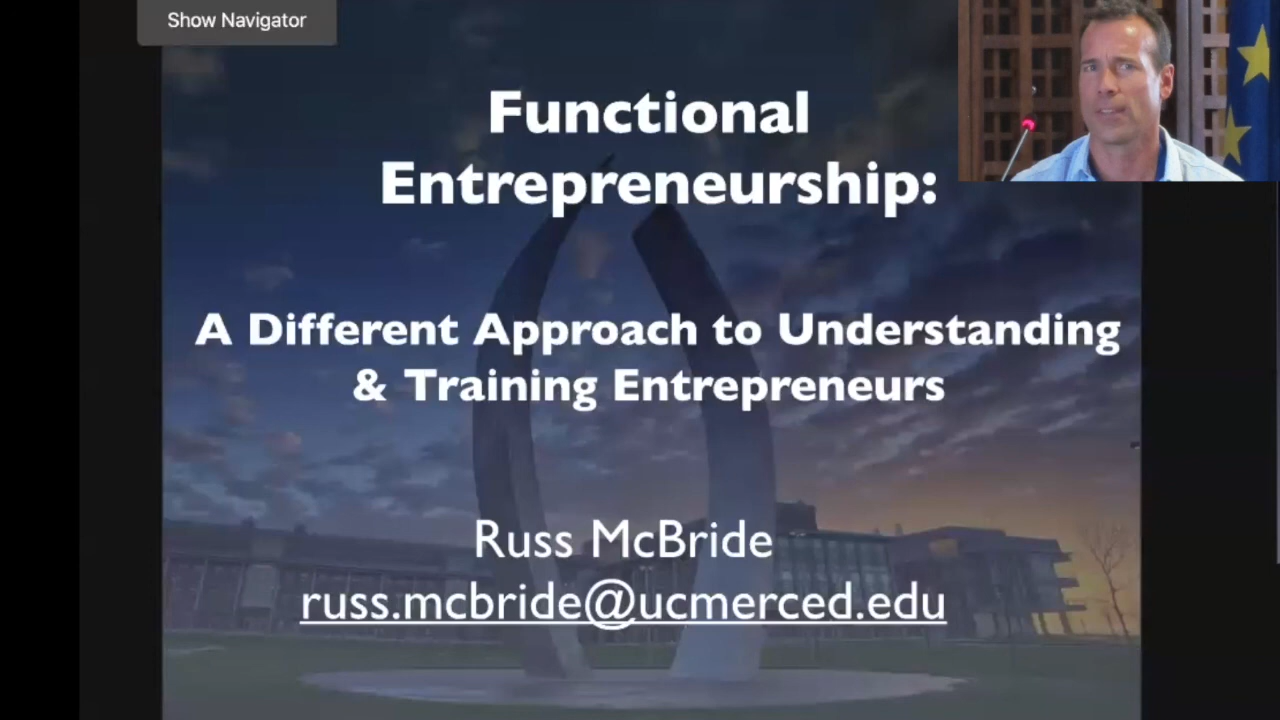 Show Navigator
Functional
Entrepreneurship:
A Different Approach to Understanding
& Training Entrepreneurs
Russ McBride
russ.mcbride@ucmerced.edu